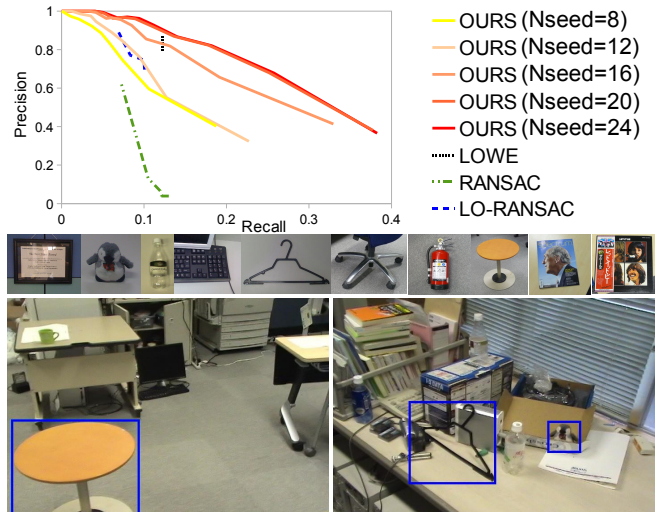 1
0.8
0.6
0.4
0.2
0
Precision
0
0.1
0.2
0.3
0.4
Recall
OURS (Nseed=8)
OURS (Nseed=12)
OURS (Nseed=16)
OURS (Nseed=20)
OURS (Nseed=24)
LOWE
RANSAC
LO-RANSAC